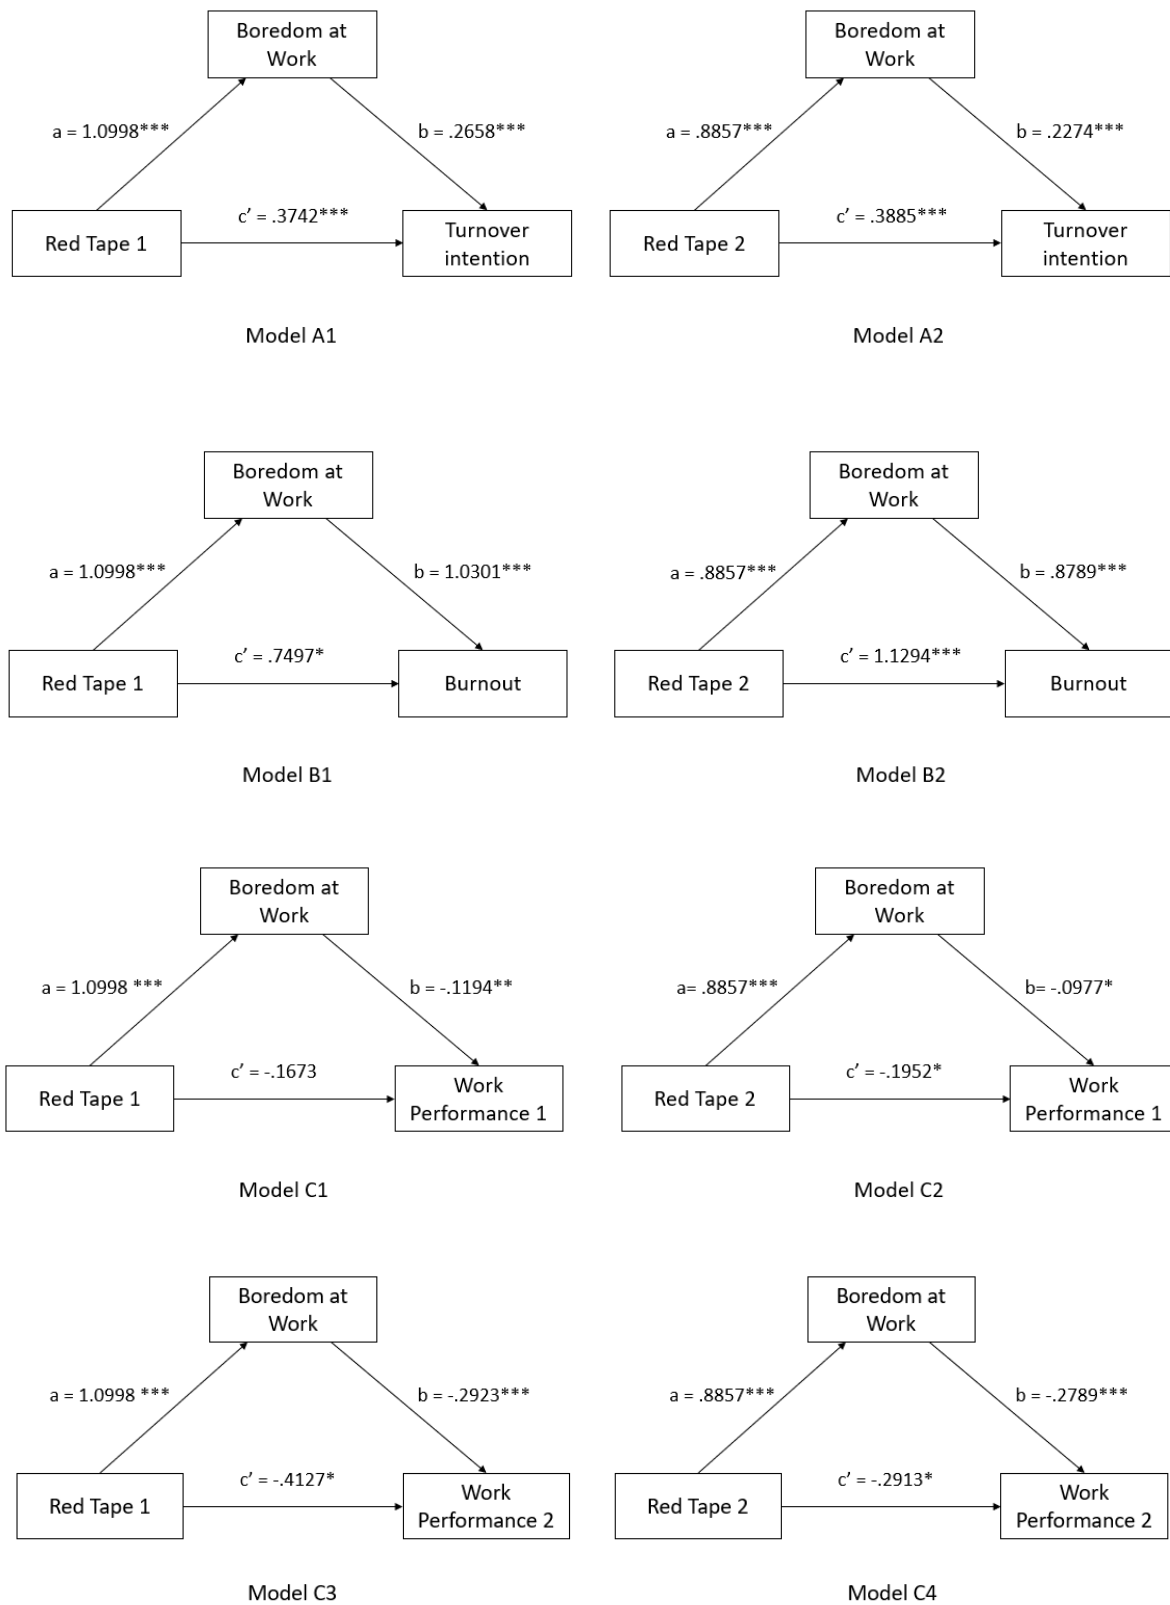 Boredom at
Work
Boredom at
Work
a = 1.0998***
b = .2658***
a = .8857***
b = .2274***
c’ = .3742***
c’ = .3885***
Red Tape 1
Turnover
intention
Red Tape 2
Turnover
intention
Model A1
Model A2
Boredom at
Work
Boredom at
Work
a = 1.0998***
b = 1.0301***
a = .8857***
b = .8789***
c’ = .7497*
c’ = 1.1294***
Red Tape 1
Burnout
Red Tape 2
Burnout
Model B1
Model B2
Boredom at
Work
Boredom at
Work
a = 1.0998 ***
b = -.1194**
a= .8857***
b= -.0977*
c’ = -.1673
c’ = -.1952*
Red Tape 1
Work
Performance 1
Red Tape 2
Work
Performance 1
Model C1
Model C2
Boredom at
Work
Boredom at
Work
a = 1.0998 ***
b = -.2923***
a = .8857***
b = -.2789***
c’ = -.4127*
c’ = -.2913*
Red Tape 1
Work
Performance 2
Red Tape 2
Work
Performance 2
Model C3
Model C4